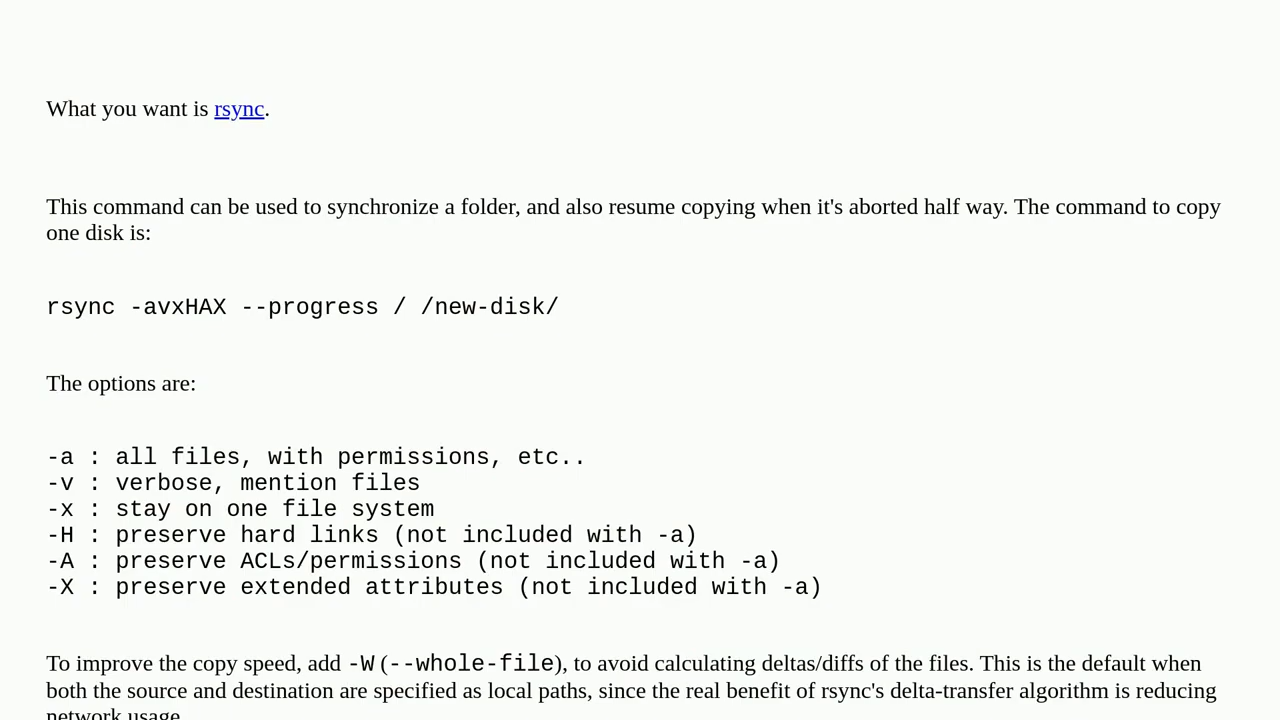 What you want is rsync.
This command can be used to synchronize a folder, and also resume copying when it's aborted half way. The command to copy
one disk is:
rsync -avxHAX --progress / /new-disk/
The options are:
-a : all files, with permissions, etc..
-v : verbose, mention files
-x : stay on one file system
-H : preserve hard links (not included with -a)
-A : preserve ACLs/permissions (not included with -a)
-X : preserve extended attributes (not included with -a)
To improve the copy speed, add -W (--whole-file), to avoid calculating deltas/diffs of the files. This is the default when
both the source and destination are specified as local paths, since the real benefit of rsync's delta-transfer algorithm is reducing
network usage.